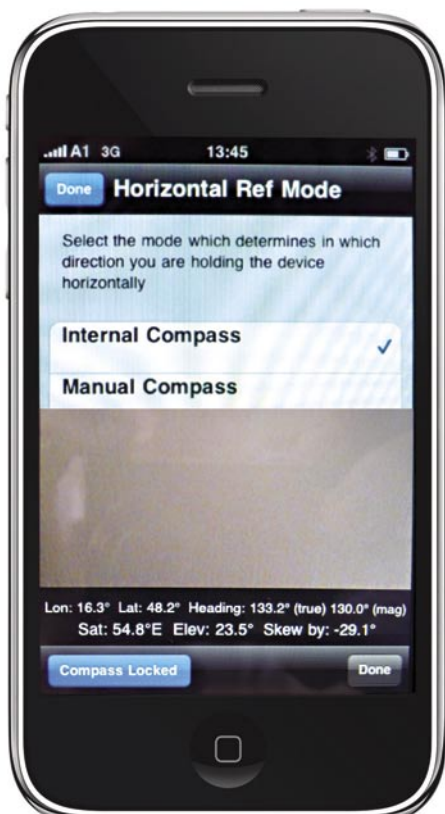 A1 3G 13:45
Done Horizontal Ref Mode
Select the mode which determines in which
direction you are holding the device
horizontally
Internal Compass
Manual Compass
Lon: 16.3° Lat: 48.2° Heading: 133.2° (true) 130.0° (mag)
Sat: 54.8°E Elev: 23.5° Skew by: -29.1°
Compass Locked Done